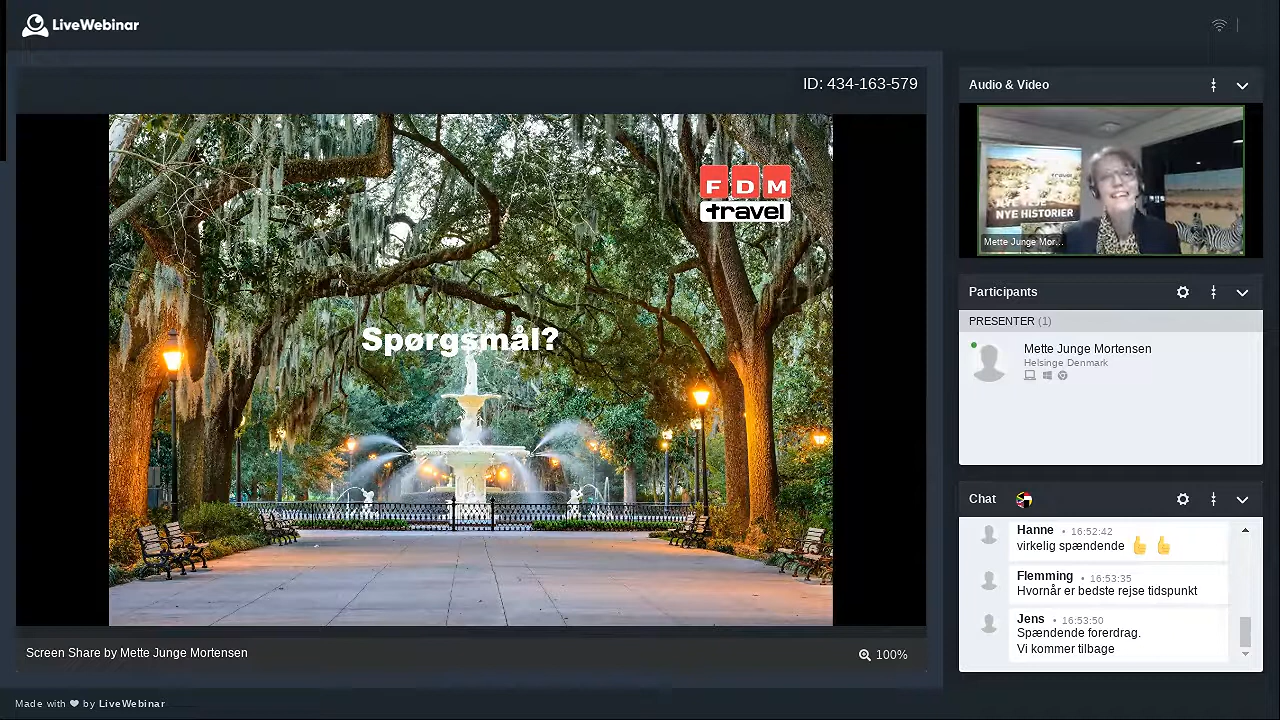 LiveWebinar
ID: 434-163-579
FDM
travel
Spørgsmål?
Screen Share by Mette Junge Mortensen
100%
Made with by LiveWebinar
Audio & Video
travel
NYE VEJE
NYE HISTORIER
Mette Junge Mor...
Participants
PRESENTER (1)
Mette Junge Mortensen
Helsinge Denmark
Chat
Hanne • 16:52:42
virkelig spændende
Flemming • 16:53:35
Hvornår er bedste rejse tidspunkt
Jens • 16:53:50
Spændende forerdrag.
Vi kommer tilbage